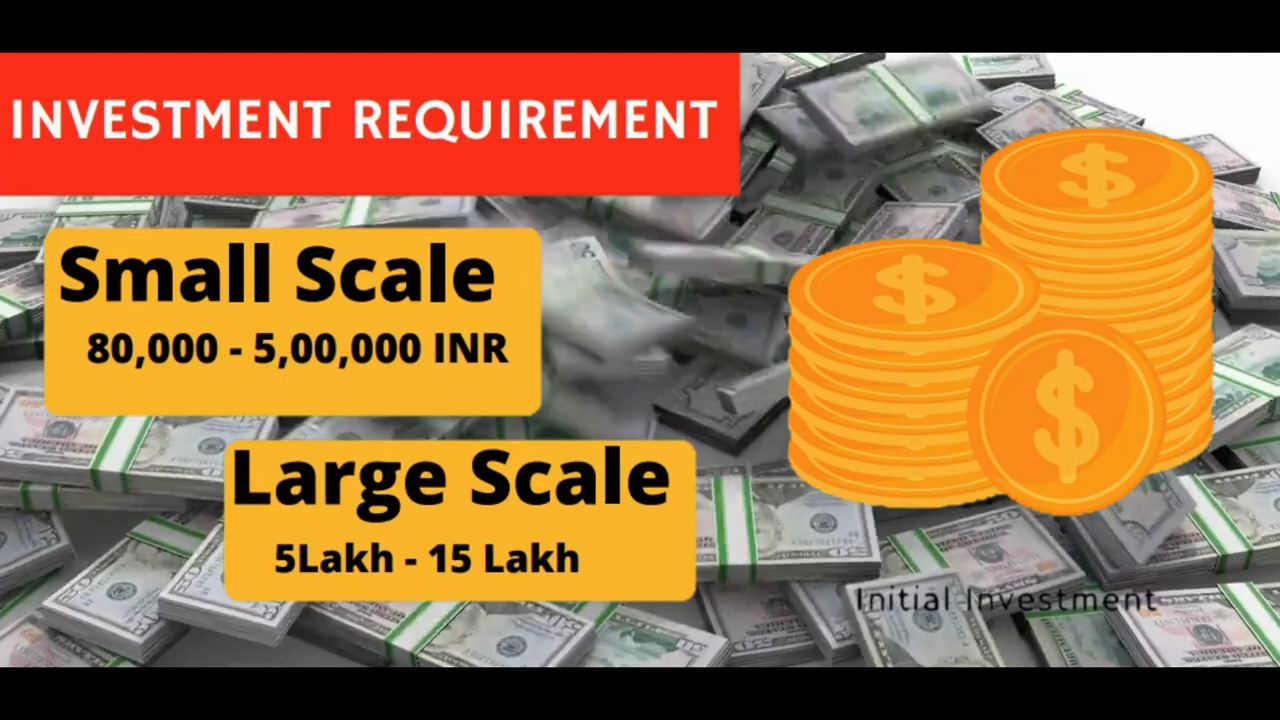 INVESTMENT REQUIREMENT
Small Scale
80,000 - 5,00,000 INR
Large Scale
5Lakh - 15 Lakh
Initial Investment